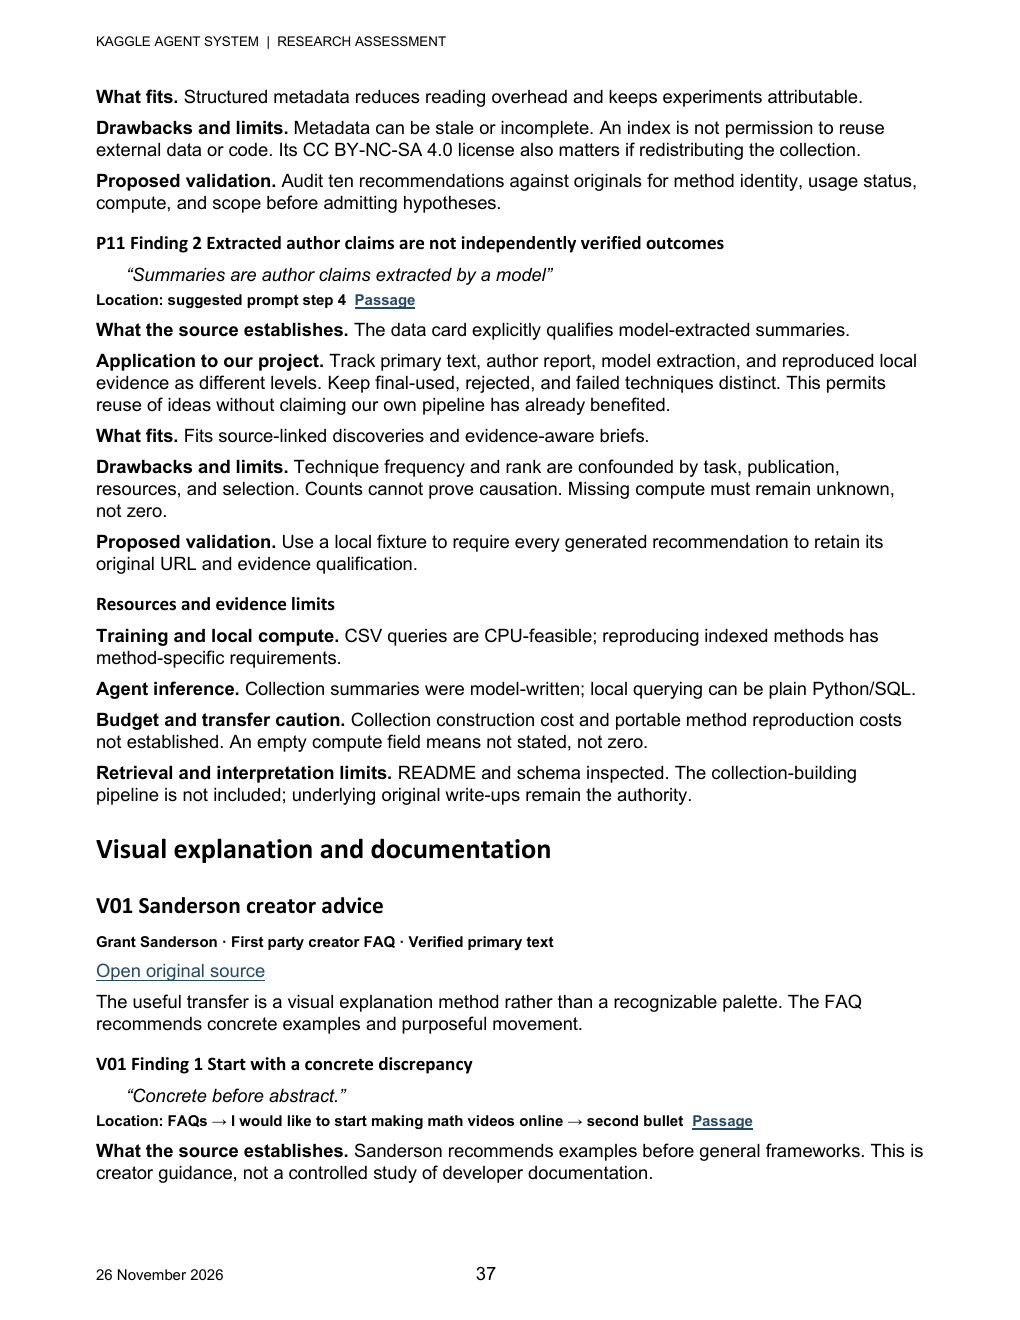 KAGGLE AGENT SYSTEM | RESEARCH ASSESSMENT
What fits. Structured metadata reduces reading overhead and keeps experiments attributable.
Drawbacks and limits. Metadata can be stale or incomplete. An index is not permission to reuse
external data or code. Its CC BY-NC-SA 4.0 license also matters if redistributing the collection.
Proposed validation. Audit ten recommendations against originals for method identity, usage status,
compute, and scope before admitting hypotheses.
P11 Finding 2 Extracted author claims are not independently verified outcomes
“Summaries are author claims extracted by a model”
Location: suggested prompt step 4 Passage
What the source establishes. The data card explicitly qualifies model-extracted summaries.
Application to our project. Track primary text, author report, model extraction, and reproduced local
evidence as different levels. Keep final-used, rejected, and failed techniques distinct. This permits
reuse of ideas without claiming our own pipeline has already benefited.
What fits. Fits source-linked discoveries and evidence-aware briefs.
Drawbacks and limits. Technique frequency and rank are confounded by task, publication,
resources, and selection. Counts cannot prove causation. Missing compute must remain unknown,
not zero.
Proposed validation. Use a local fixture to require every generated recommendation to retain its
original URL and evidence qualification.
Resources and evidence limits
Training and local compute. CSV queries are CPU-feasible; reproducing indexed methods has
method-specific requirements.
Agent inference. Collection summaries were model-written; local querying can be plain Python/SQL.
Budget and transfer caution. Collection construction cost and portable method reproduction costs
not established. An empty compute field means not stated, not zero.
Retrieval and interpretation limits. README and schema inspected. The collection-building
pipeline is not included; underlying original write-ups remain the authority.
Visual explanation and documentation
V01 Sanderson creator advice
Grant Sanderson · First party creator FAQ · Verified primary text
Open original source
The useful transfer is a visual explanation method rather than a recognizable palette. The FAQ
recommends concrete examples and purposeful movement.
V01 Finding 1 Start with a concrete discrepancy
“Concrete before abstract.”
Location: FAQs → I would like to start making math videos online → second bullet Passage
What the source establishes. Sanderson recommends examples before general frameworks. This is
creator guidance, not a controlled study of developer documentation.
26 November 2026 37